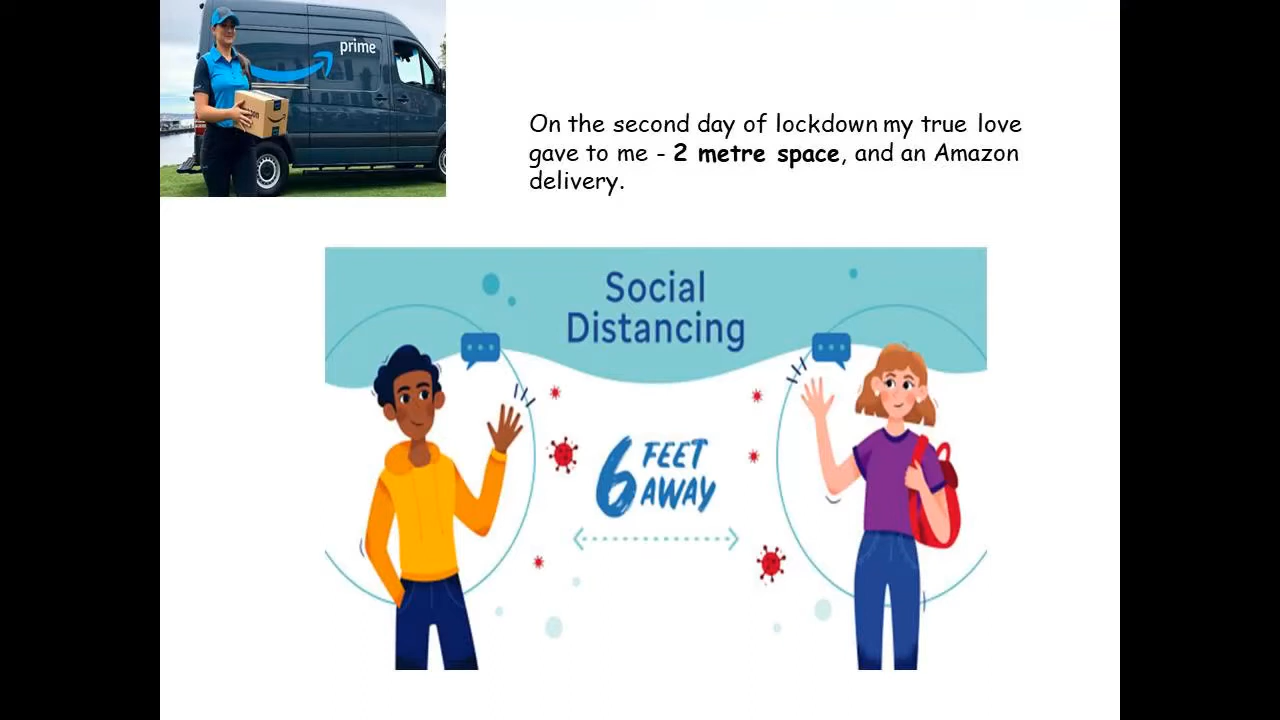 prime
On the second day of lockdown my true love
gave to me - 2 metre space, and an Amazon
delivery.
Social
Distancing
6 FEET
AWAY